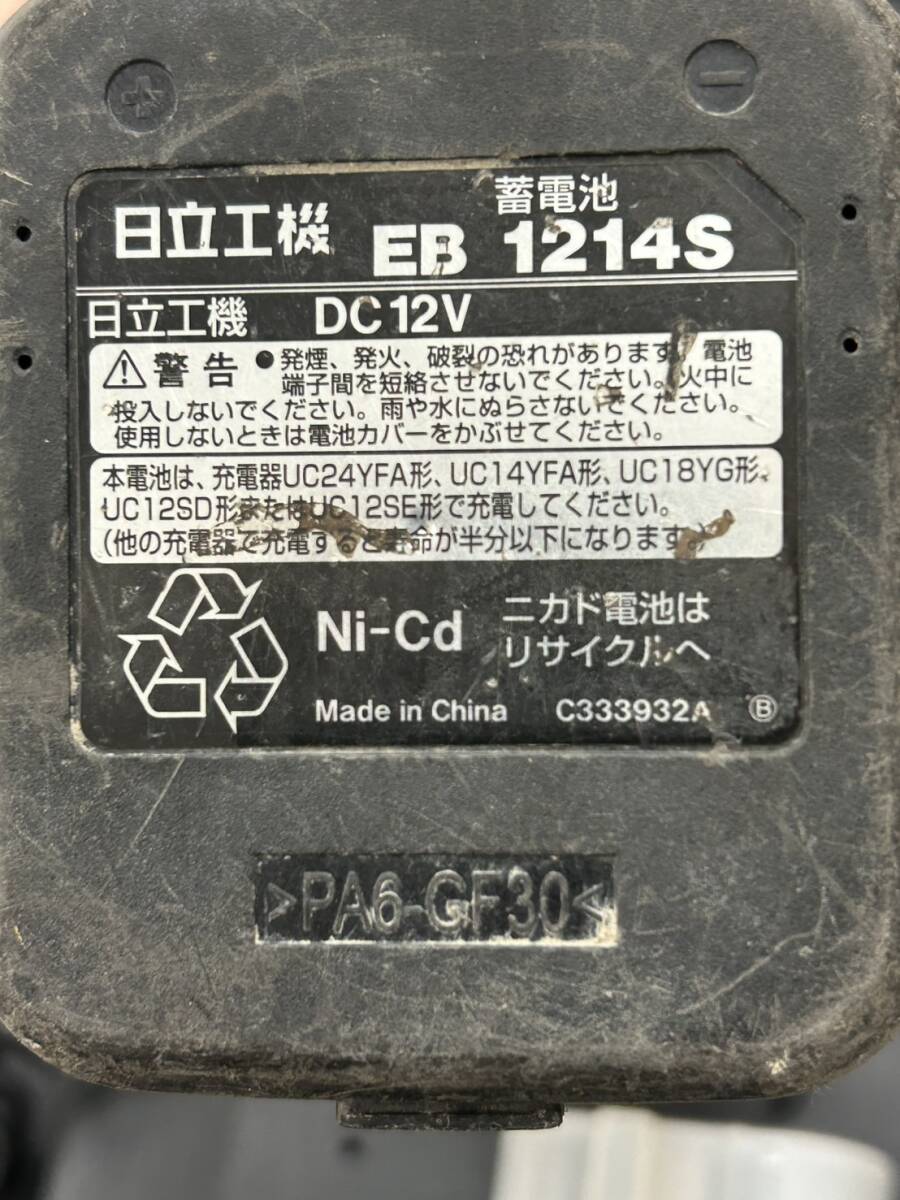 日立工機 蓄電池 EB 1214S
日立工機 DC12V
警告 ●発煙、発火、破裂の恐れがあります。電池
端子間を短絡させないでください。火中に
投入しないでください。雨や水にぬらさないでください。
使用しないときは電池カバーをかぶせてください。
本電池は、充電器UC24YFA形、UC14YFA形、UC18YG形、
UC12SD形またはUC12SE形で充電してください。
(他の充電器で充電すると寿命が半分以下になります。)
Ni-Cd ニカド電池は
リサイクルへ
Made in China C333932A Ⓑ
>PA6-GF30<